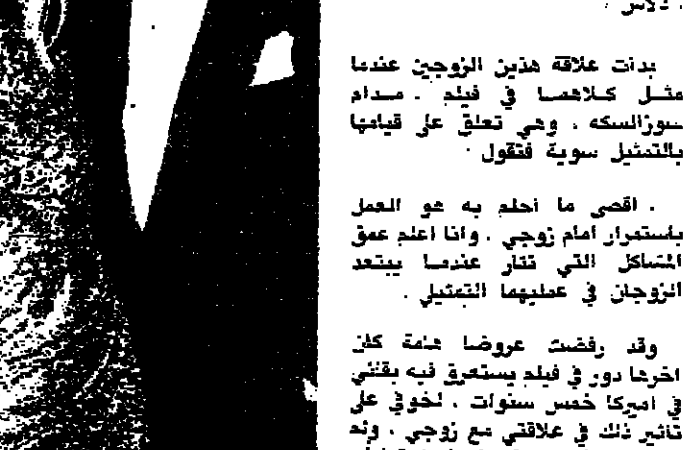 . دلاس .
بدات علاقة هذين الزوجين عندما
مثل كلاهما في فيلم . مدام
سوزالسكه . وهي تعلق على قيامها
بالتمثيل سوية فتقول .
. اقصى ما احلم به هو العمل
باستمرار امام زوجي . وانا اعلم عمق
المشاكل التي تثار عندما يبتعد
الزوجان في عمليهما التمثيلي .
وقد رفضت عروضا هامة كان
اخرها دور في فيلم يستغرق فيه بقائي
في امريكا خمس سنوات . لخوفي على
تاثير ذلك في علاقتي مع زوجي .